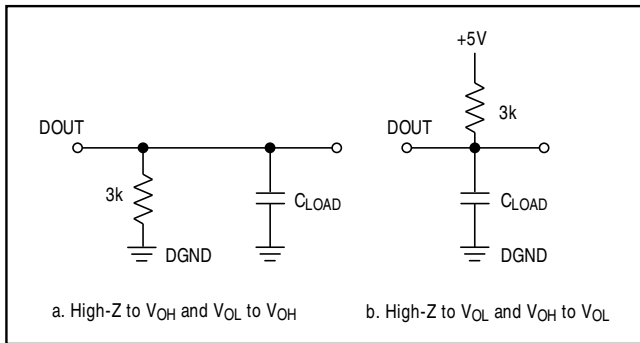 DOUT
3k
CLOAD
DGND
a. High-Z to VOH and VOL to VOH
+5V
3k
DOUT
CLOAD
DGND
b. High-Z to VOL and VOH to VOL